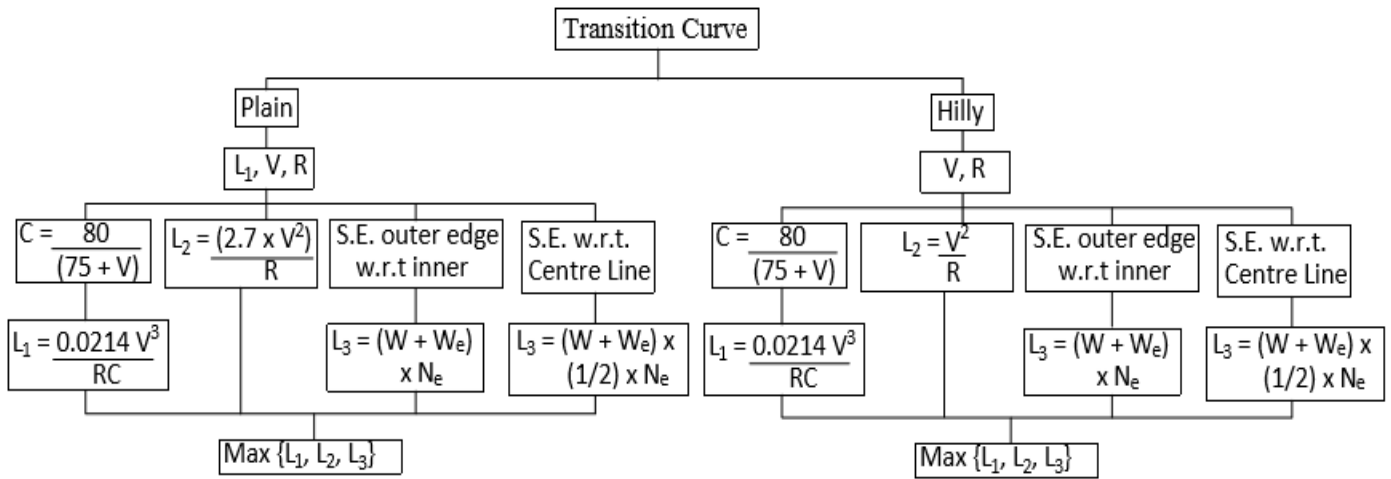 Transition Curve
Plain
L₁, V, R
C = 80
(75 + V)
L₁ = 0.0214 V³
RC
L₂ = (2.7 x V²)
R
S.E. outer edge
w.r.t inner
L₃ = (W + Wₑ)
x Nₑ
S.E. w.r.t.
Centre Line
L₃ = (W + Wₑ) x
(1/2) x Nₑ
Max {L₁, L₂, L₃}
Hilly
V, R
C = 80
(75 + V)
L₁ = 0.0214 V³
RC
L₂ = V²
R
S.E. outer edge
w.r.t inner
L₃ = (W + Wₑ)
x Nₑ
S.E. w.r.t.
Centre Line
L₃ = (W + Wₑ) x
(1/2) x Nₑ
Max {L₁, L₂, L₃}